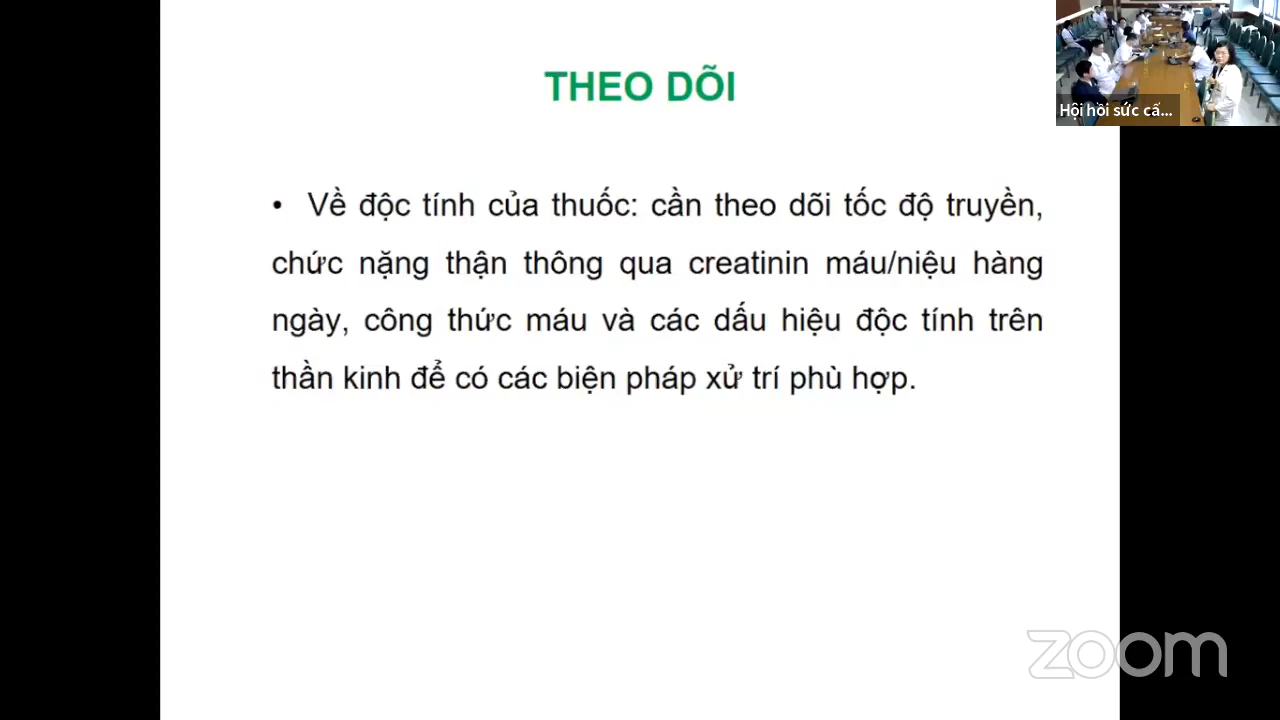 THEO DÕI
Hội hồi sức cấ...
• Về độc tính của thuốc: cần theo dõi tốc độ truyền,
chức nặng thận thông qua creatinin máu/niệu hàng
ngày, công thức máu và các dấu hiệu độc tính trên
thần kinh để có các biện pháp xử trí phù hợp.
zoom